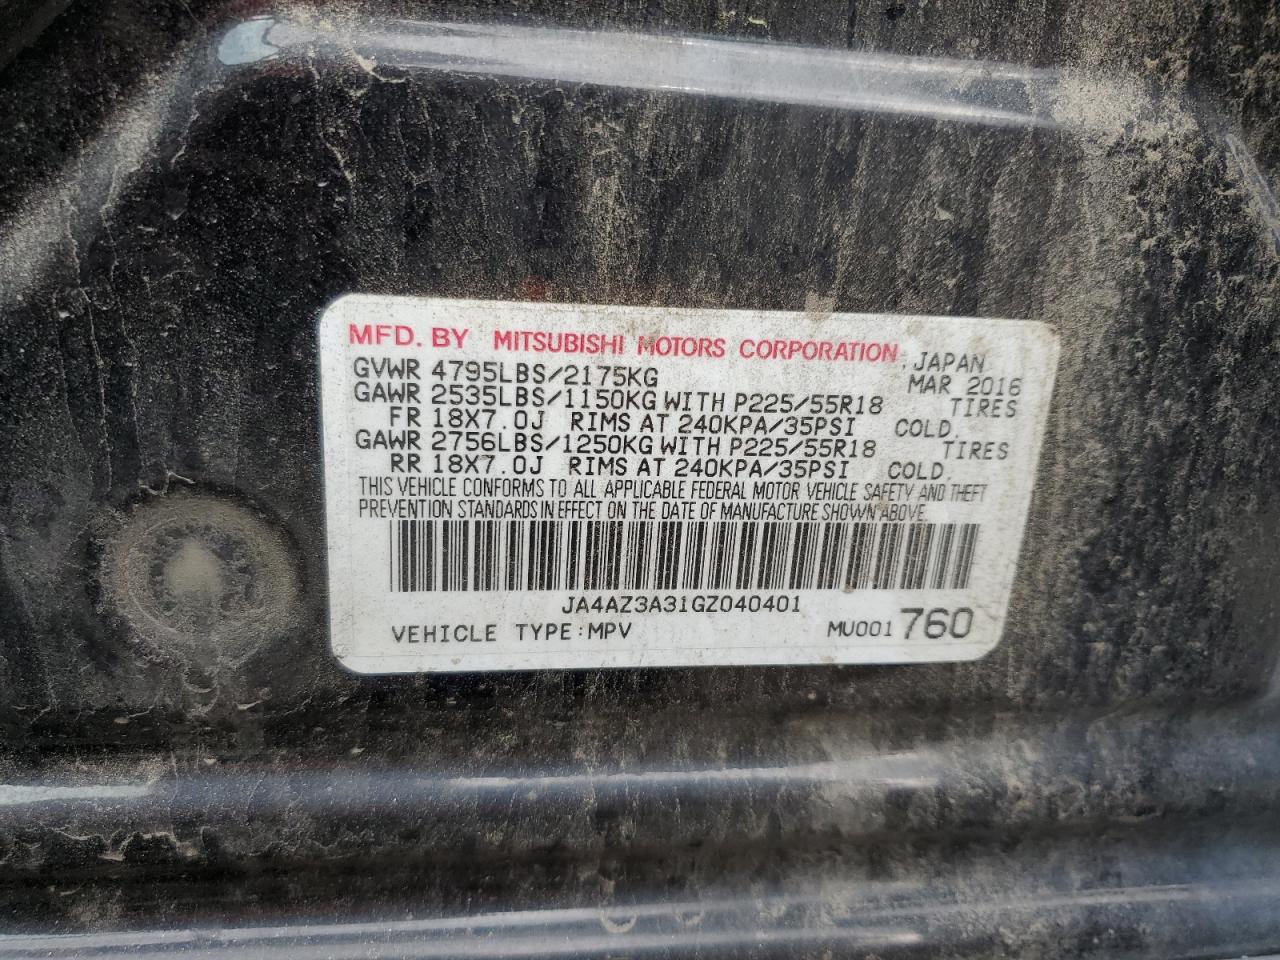 MFD. BY MITSUBISHI MOTORS CORPORATION, JAPAN
GVWR 4795LBS/2175KG MAR 2016
GAWR 2535LBS/1150KG WITH P225/55R18 TIRES
FR 18X7.0J RIMS AT 240KPA/35PSI COLD.
GAWR 2756LBS/1250KG WITH P225/55R18 TIRES
RR 18X7.0J RIMS AT 240KPA/35PSI COLD.
THIS VEHICLE CONFORMS TO ALL APPLICABLE FEDERAL MOTOR VEHICLE SAFETY AND THEFT
PREVENTION STANDARDS IN EFFECT ON THE DATE OF MANUFACTURE SHOWN ABOVE.
JA4AZ3A31GZ040401
VEHICLE TYPE:MPV MU001 760